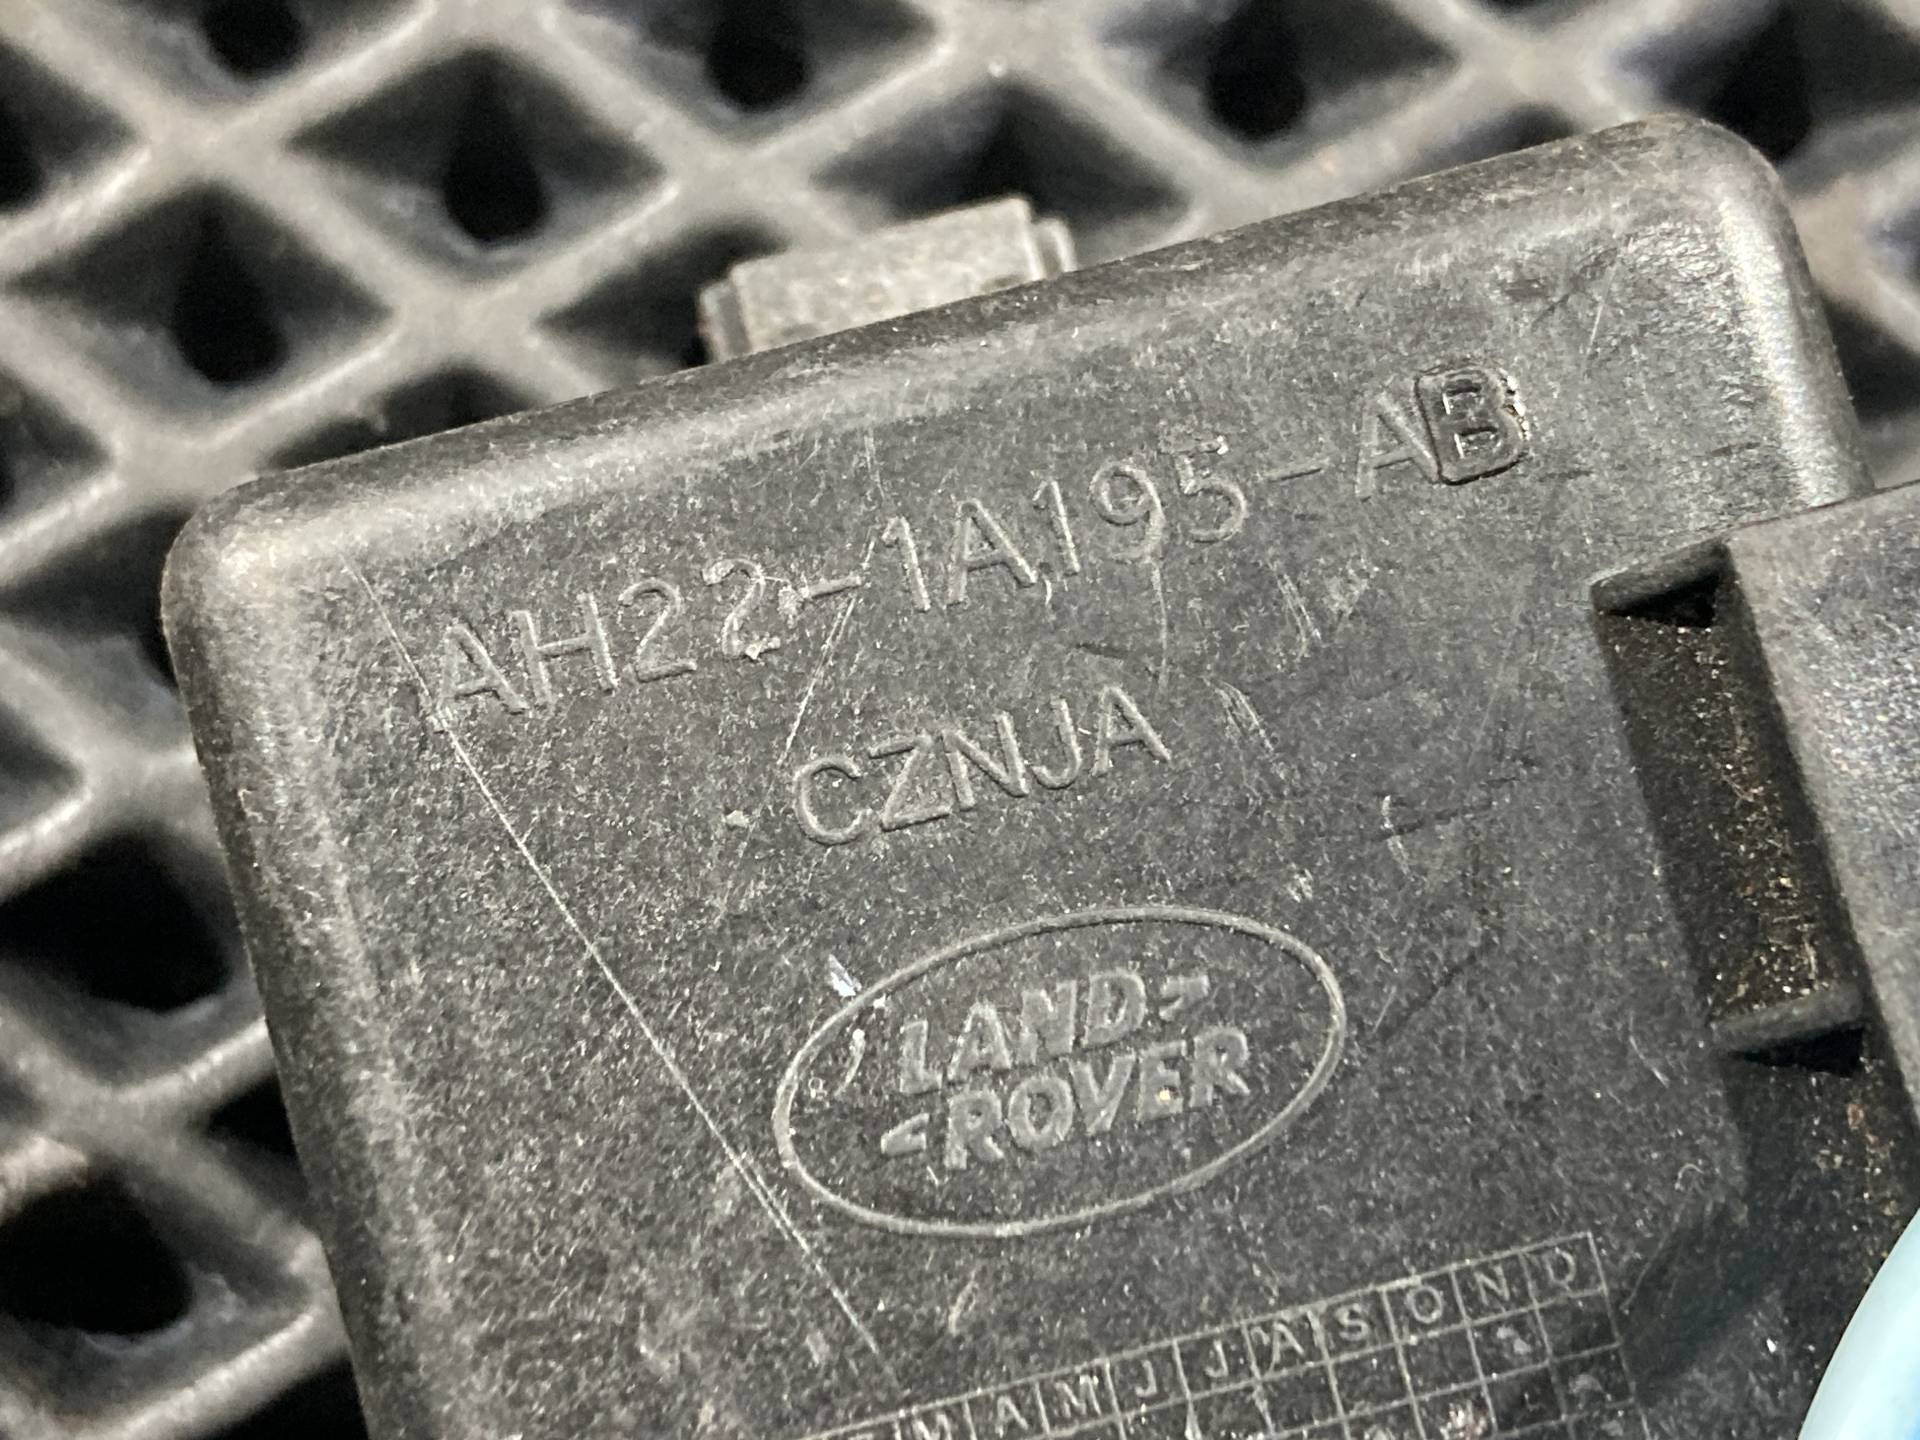 AH22-1A195-AB
CZNJA
LAND
ROVER
M A M J J A S O N D